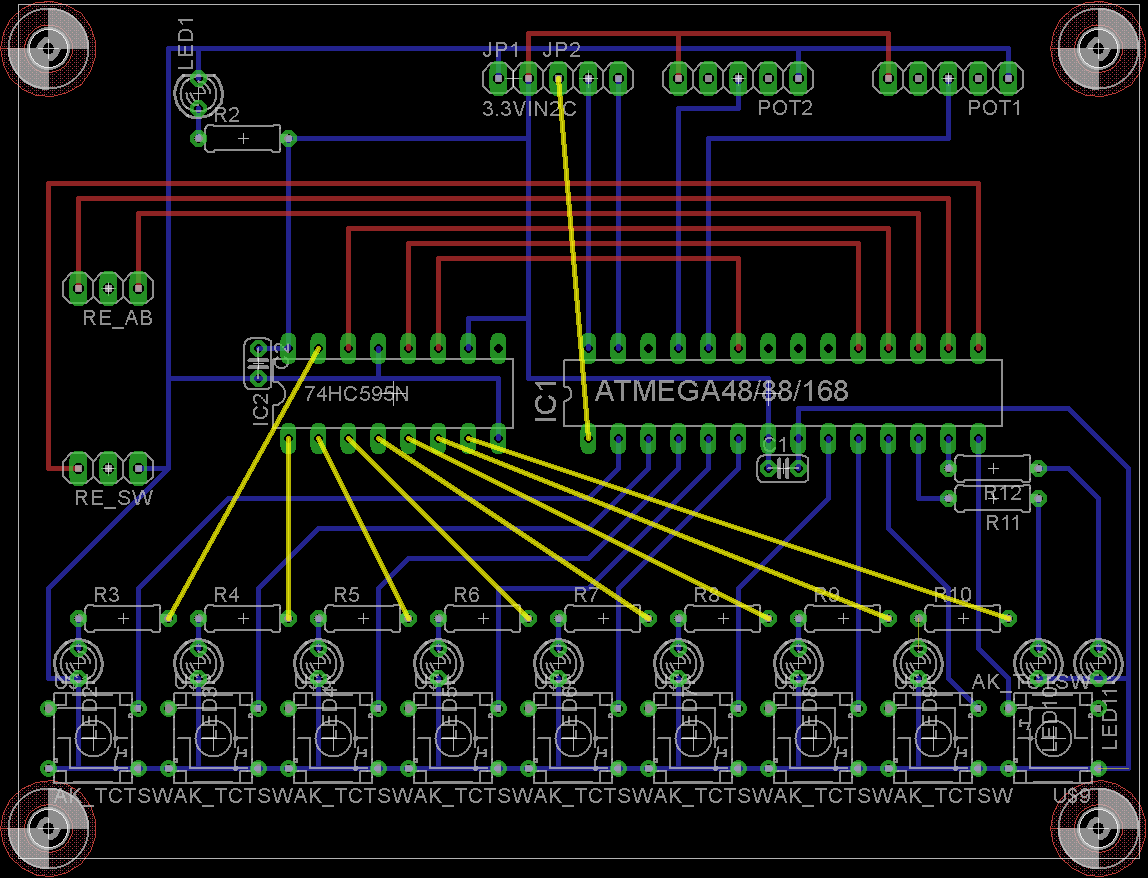 LED1
JP1 JP2
R2
3.3VIN2C
POT2
POT1
RE_AB
C2
74HC595N
IC2
IC1
ATMEGA48/88/168
C1
RE_SW
R12
R11
R3
R4
R5
R6
R7
R8
R9
R10
AK_TCTSW
LED2
LED3
LED4
LED5
LED6
LED7
LED8
LED9
LED10
LED11
AK_TCTSWAK_TCTSWAK_TCTSWAK_TCTSWAK_TCTSWAK_TCTSWAK_TCTSWAK_TCTSW
U$9